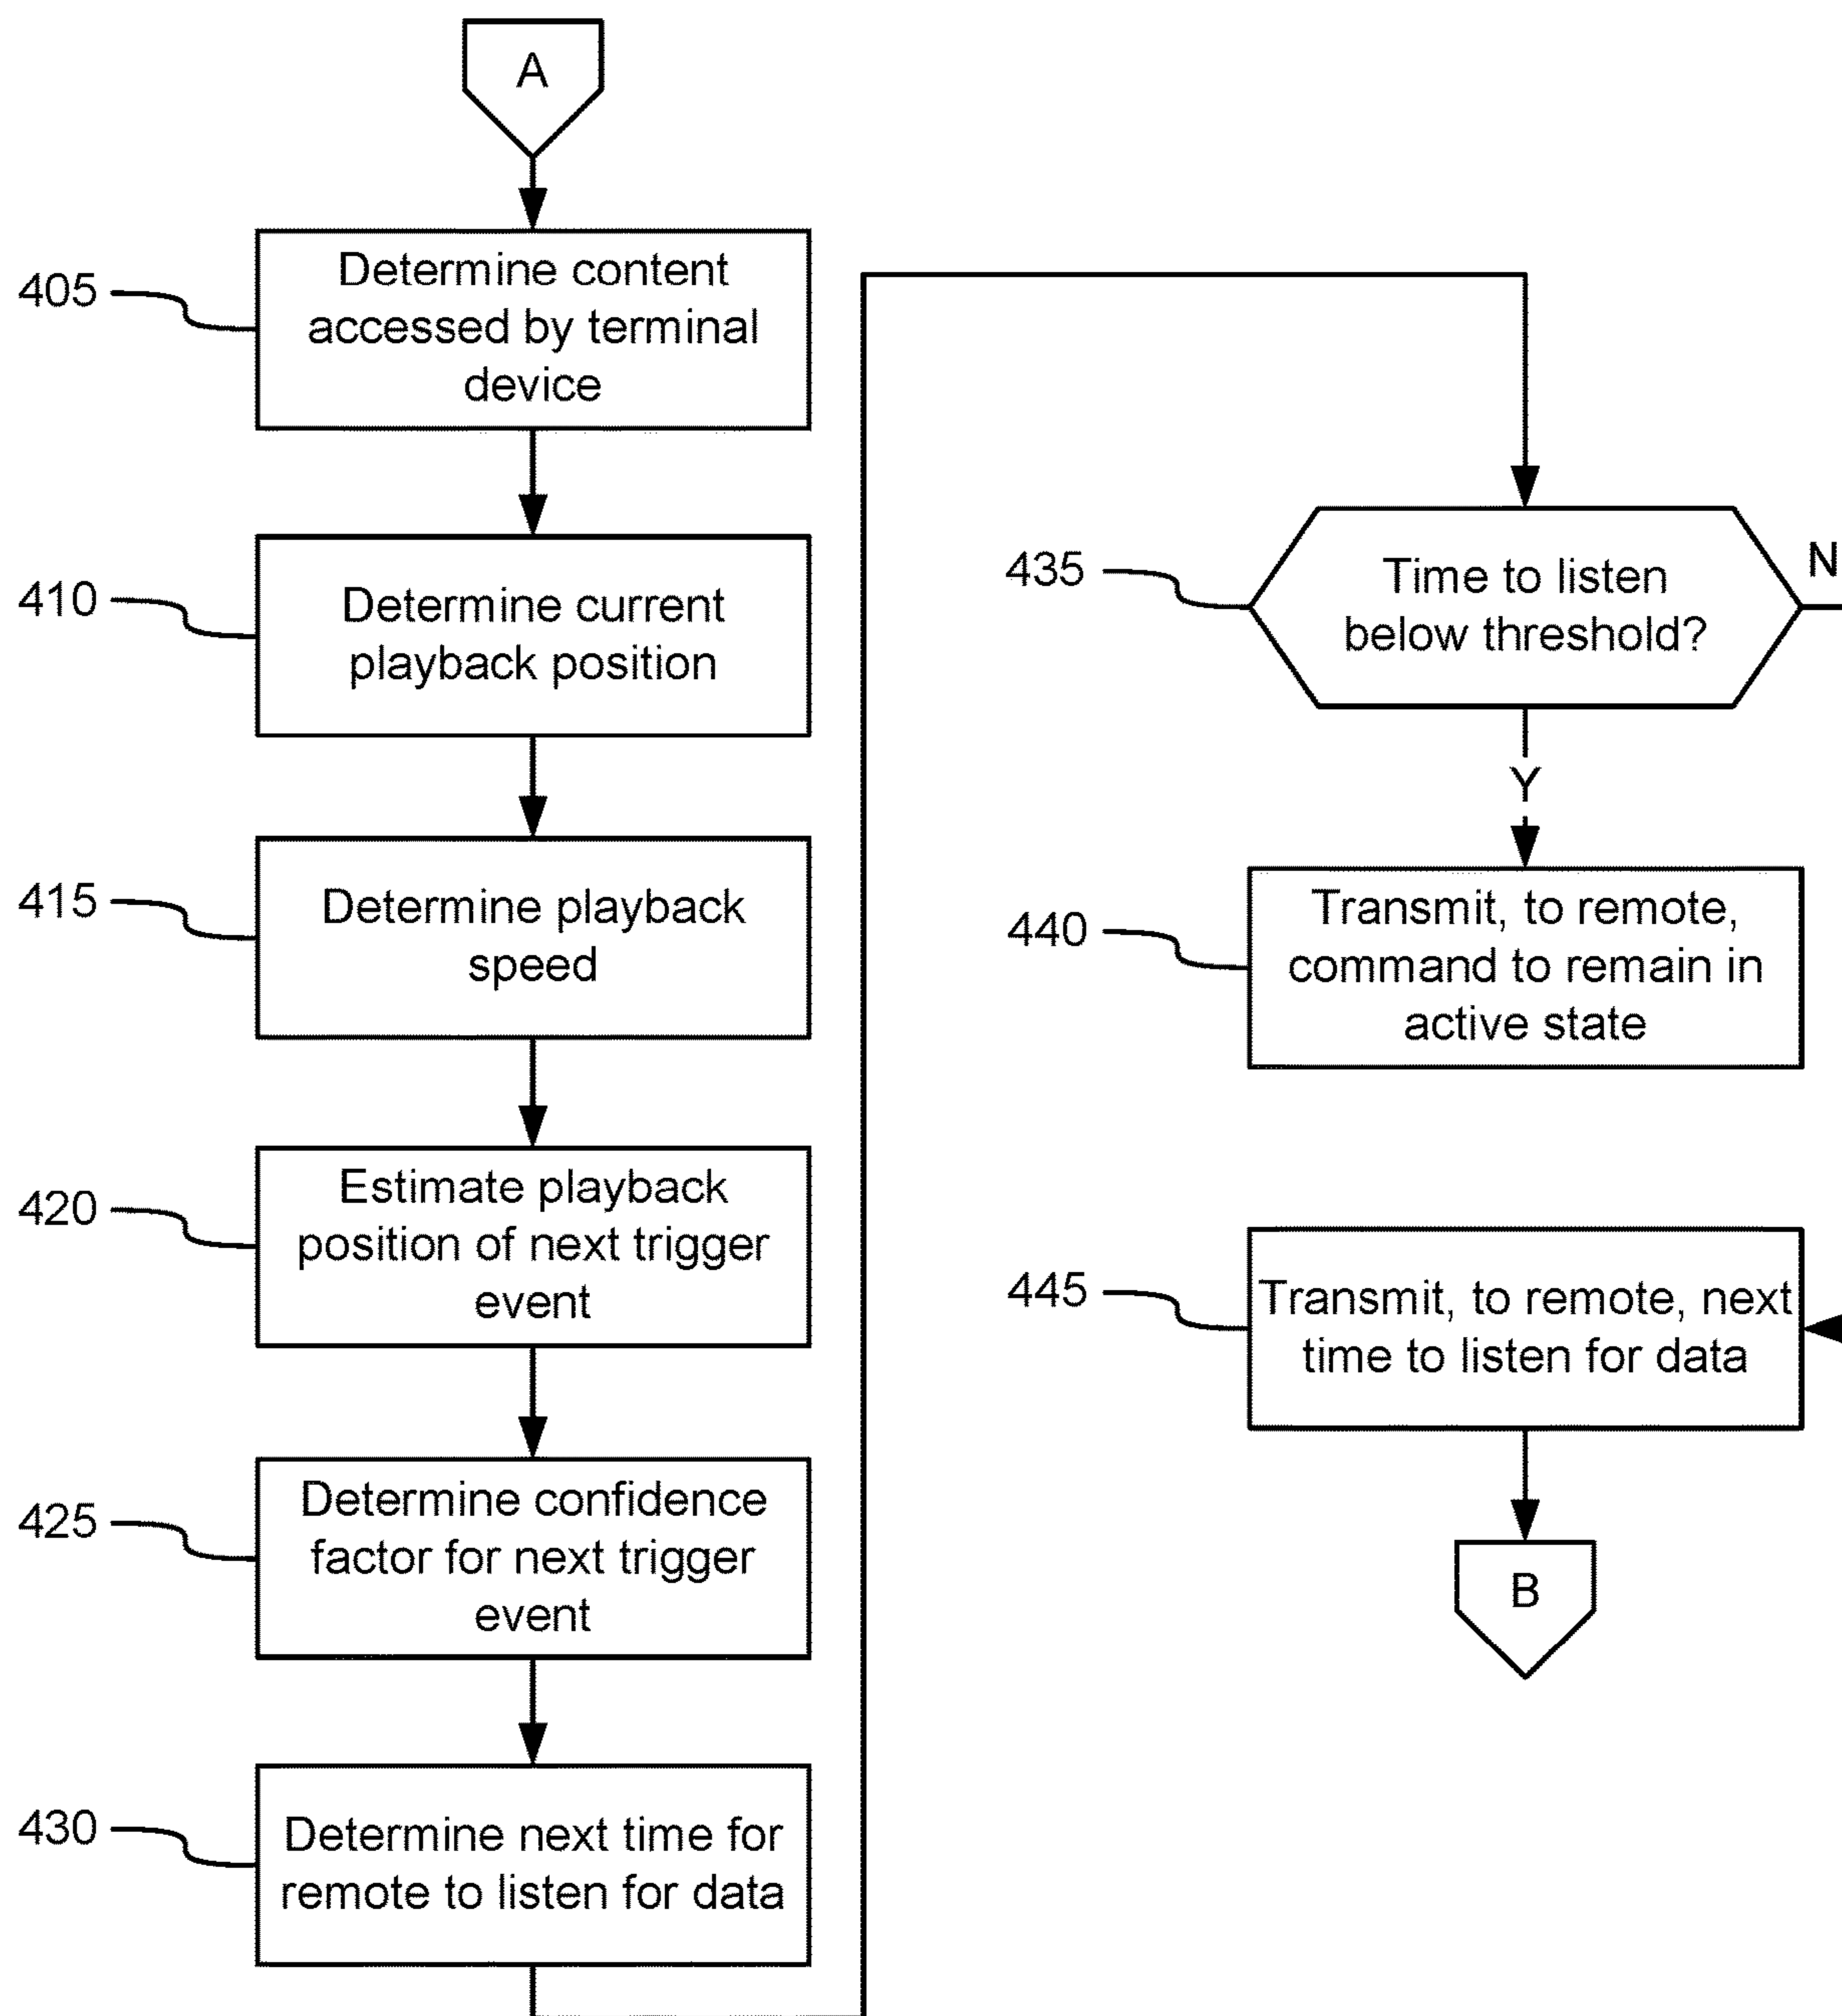 A
405
Determine content
accessed by terminal
device
410
Determine current
playback position
415
Determine playback
speed
420
Estimate playback
position of next trigger
event
425
Determine confidence
factor for next trigger
event
430
Determine next time for
remote to listen for data
435
Time to listen
below threshold?
N
Y
440
Transmit, to remote,
command to remain in
active state
445
Transmit, to remote, next
time to listen for data
B